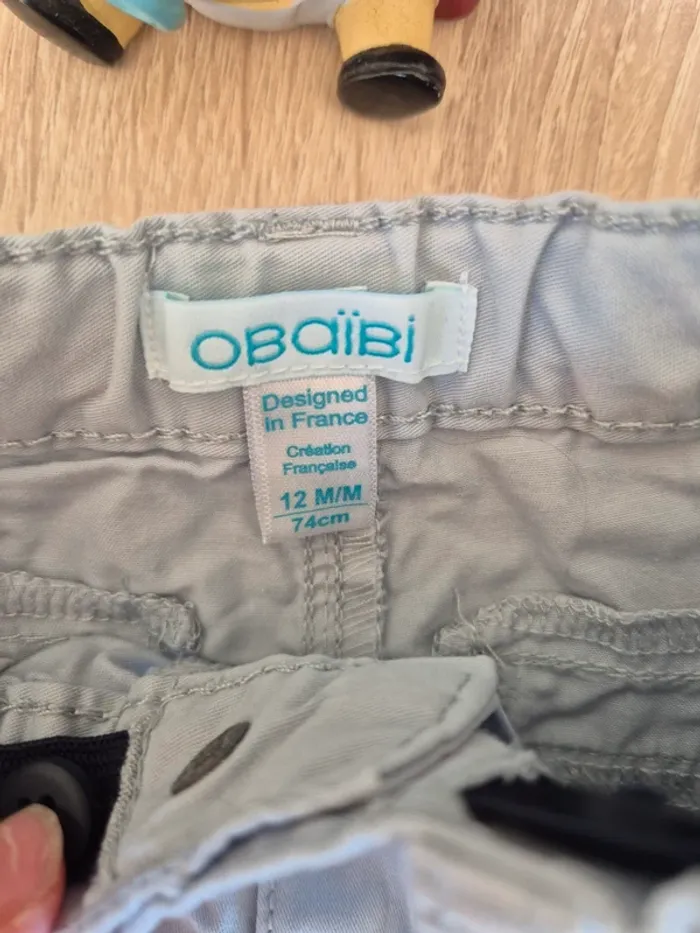 OBaïBi
Designed
in France
Création
Française
12 M/M
74cm